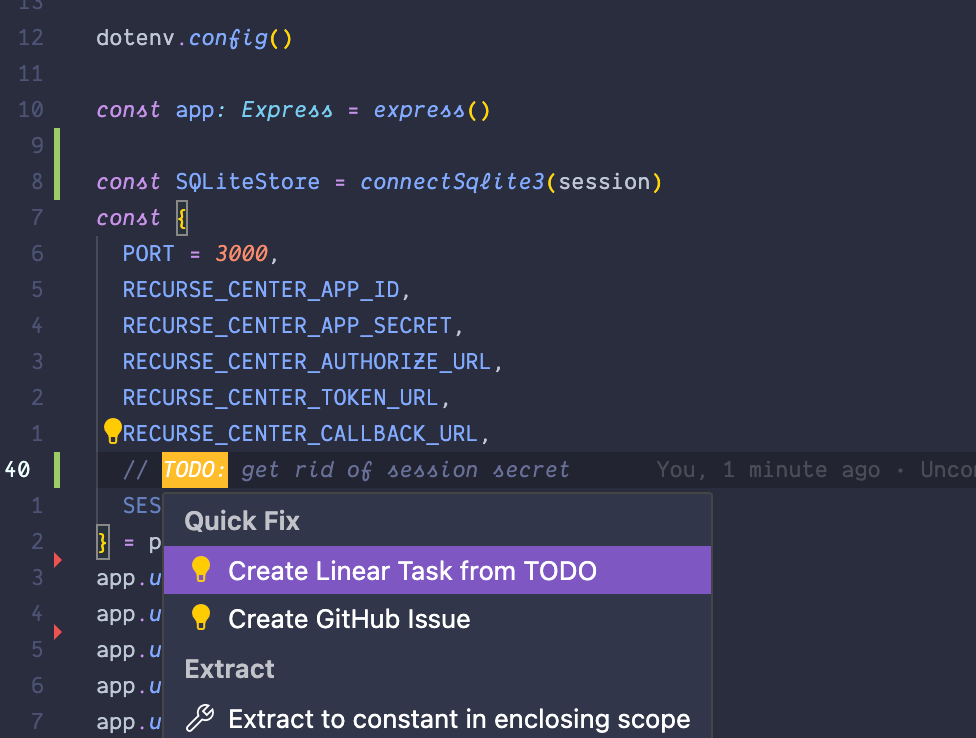 13
12 dotenv.config()
11
10 const app: Express = express()
9
8 const SQLiteStore = connectSqlite3(session)
7 const {
6 PORT = 3000,
5 RECURSE_CENTER_APP_ID,
4 RECURSE_CENTER_APP_SECRET,
3 RECURSE_CENTER_AUTHORIZE_URL,
2 RECURSE_CENTER_TOKEN_URL,
1 RECURSE_CENTER_CALLBACK_URL,
40 // TODO: get rid of session secret You, 1 minute ago · Uncom
1 SES
Quick Fix
2 } = p
Create Linear Task from TODO
3 app.u
4 app.u
Create GitHub Issue
5 app.u
Extract
6 app.u
7 app.u
Extract to constant in enclosing scope